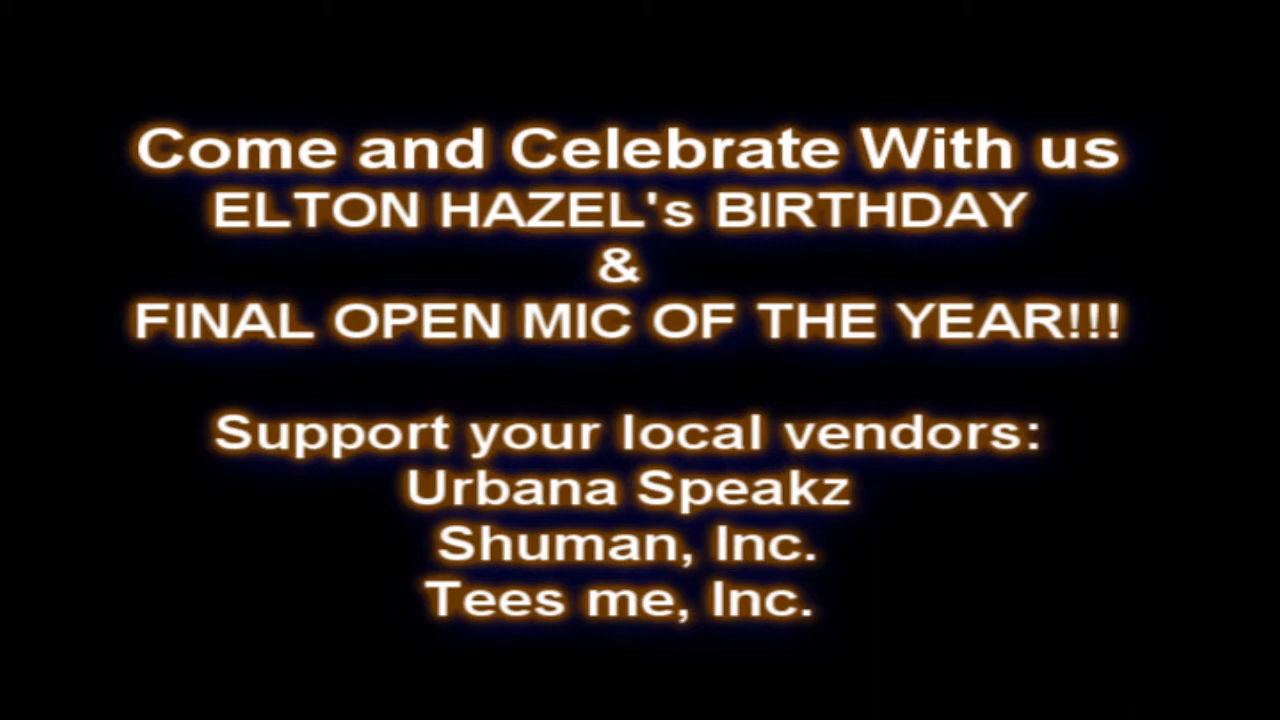 Come and Celebrate With us
ELTON HAZEL's BIRTHDAY
&
FINAL OPEN MIC OF THE YEAR!!!
Support your local vendors:
Urbana Speakz
Shuman, Inc.
Tees me, Inc.